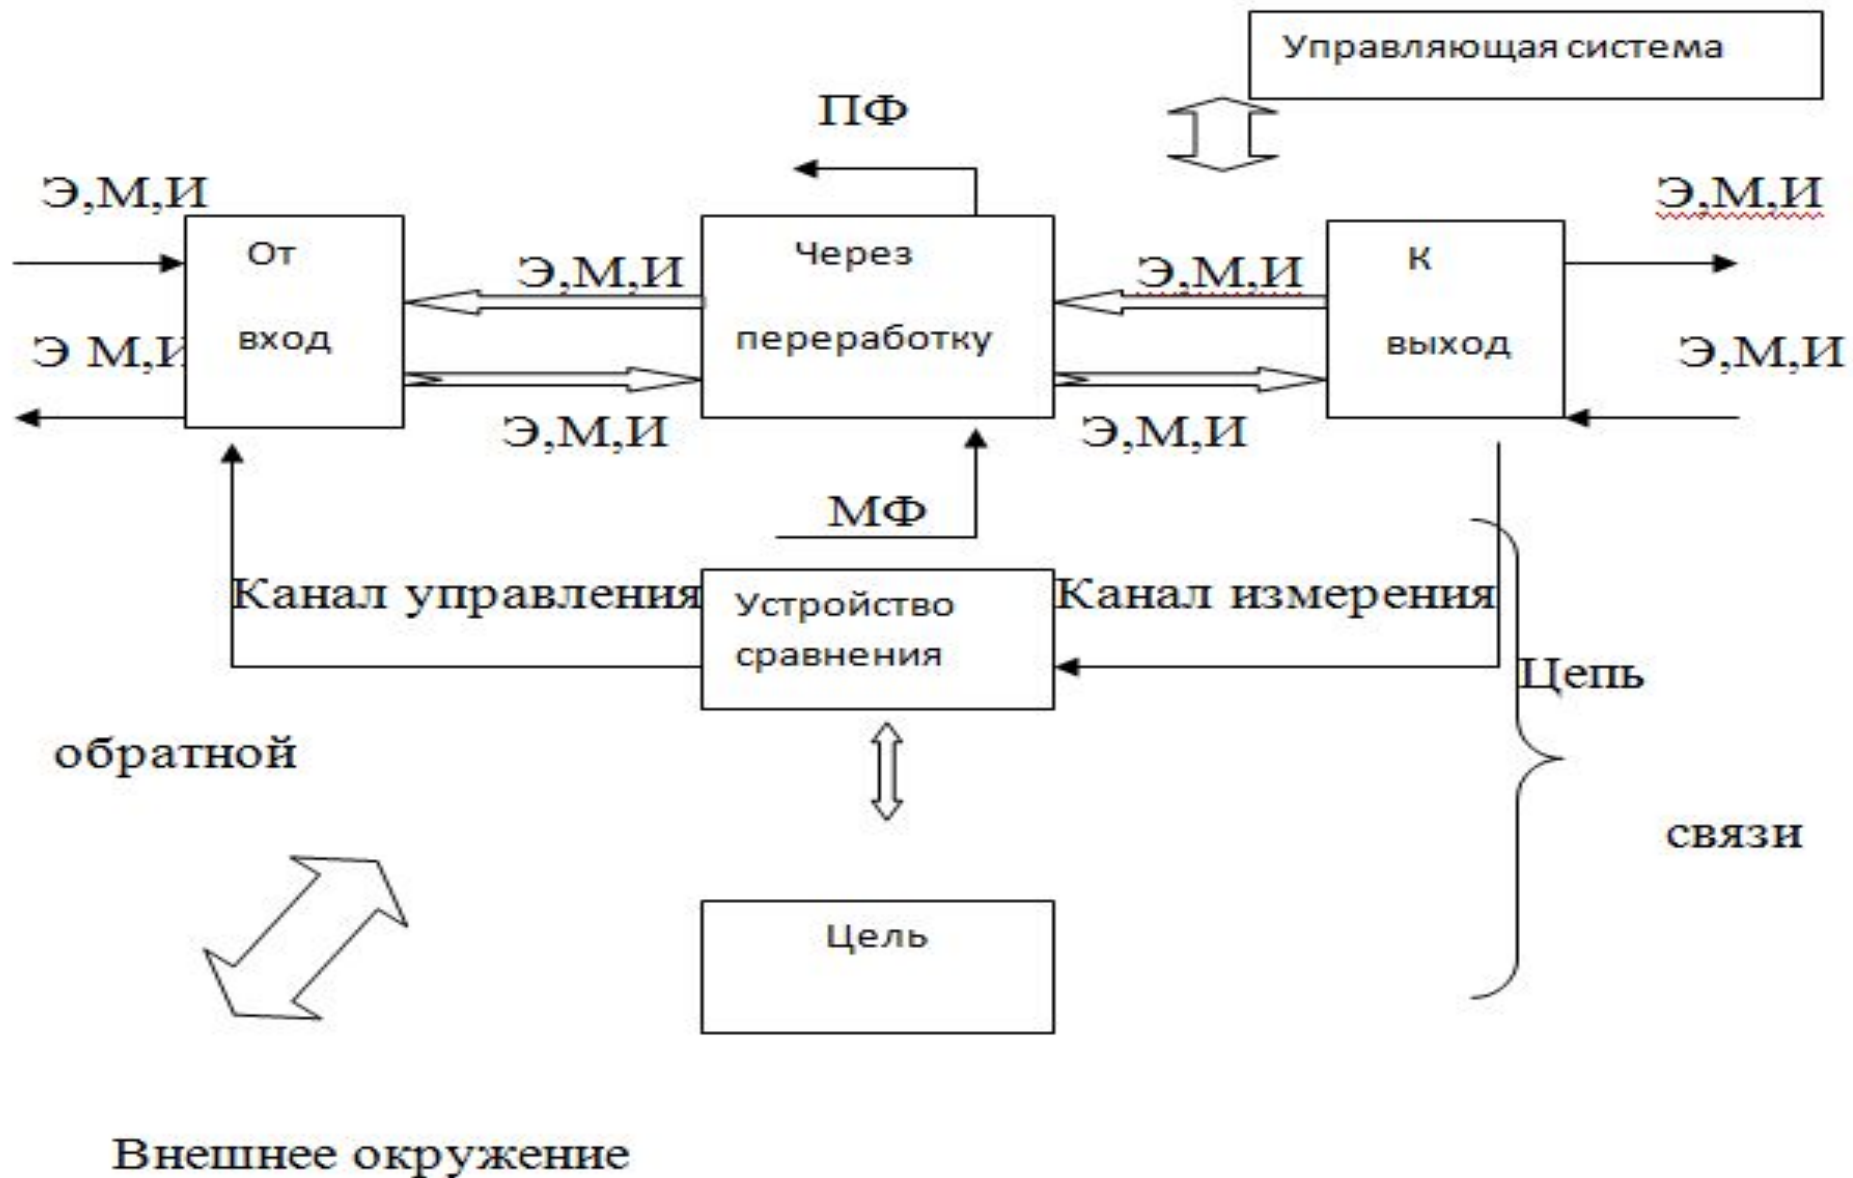 Управляющая система
ПФ
Э,М,И
Э,М,И
От
Через
К
Э,М,И
Э,М,И
вход
переработку
выход
Э М,И
Э,М,И
Э,М,И
Э,М,И
МФ
Канал управления
Устройство
сравнения
Канал измерения
Цепь
обратной
связи
Цель
Внешнее окружение